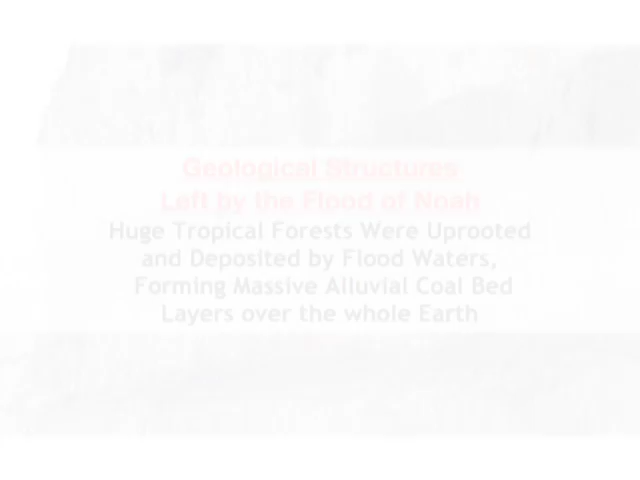 Geological Structures
Left by the Flood of Noah
Huge Tropical Forests Were Uprooted
and Deposited by Flood Waters,
Forming Massive Alluvial Coal Bed
Layers over the whole Earth